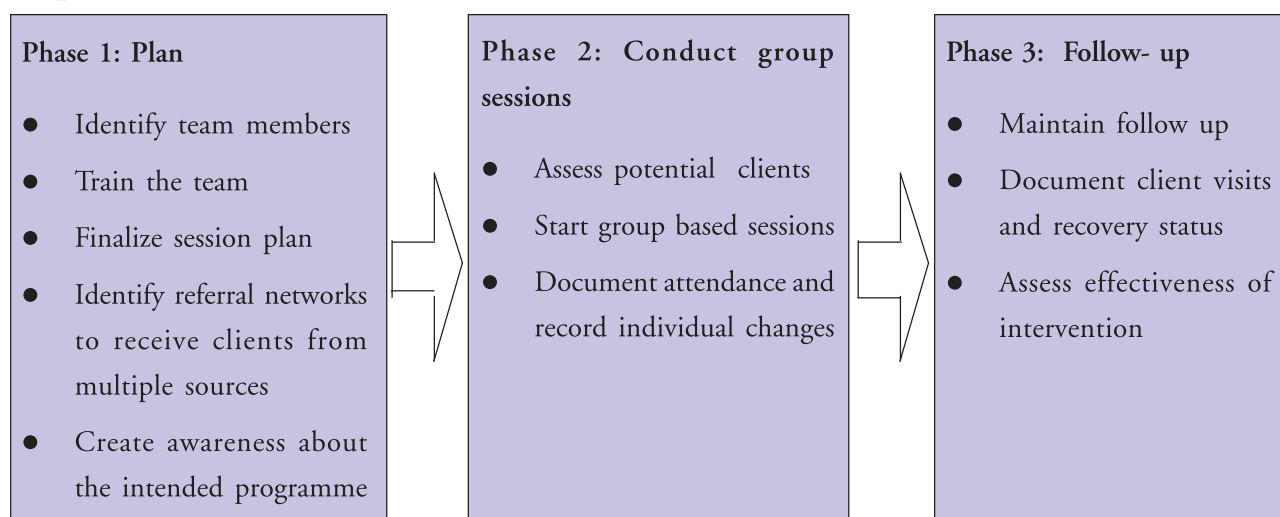 Phase 1: Plan
● Identify team members
● Train the team
● Finalize session plan
● Identify referral networks
to receive clients from
multiple sources
● Create awareness about
the intended programme
Phase 2: Conduct group
sessions
● Assess potential clients
● Start group based sessions
● Document attendance and
record individual changes
Phase 3: Follow- up
● Maintain follow up
● Document client visits
and recovery status
● Assess effectiveness of
intervention